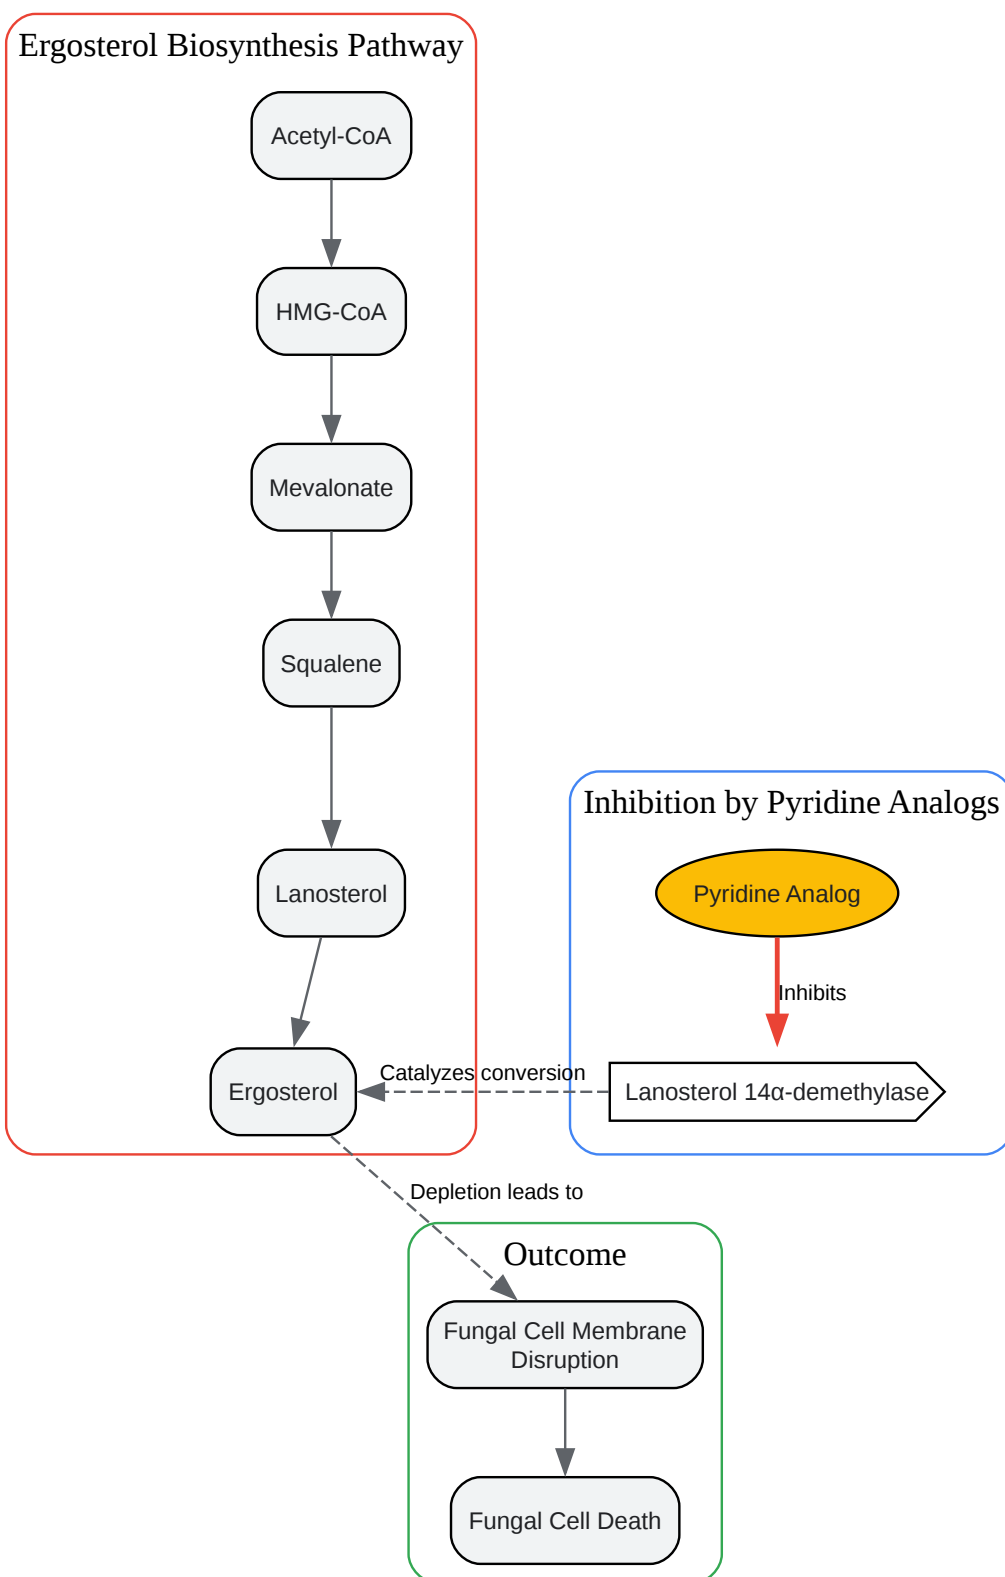 Ergosterol Biosynthesis Pathway
Acetyl-CoA
HMG-CoA
Mevalonate
Squalene
Inhibition by Pyridine Analogs
Lanosterol
Pyridine Analog
Inhibits
Catalyzes conversion
Ergosterol
Lanosterol 14α-demethylase
Depletion leads to
Outcome
Fungal Cell Membrane
Disruption
Fungal Cell Death